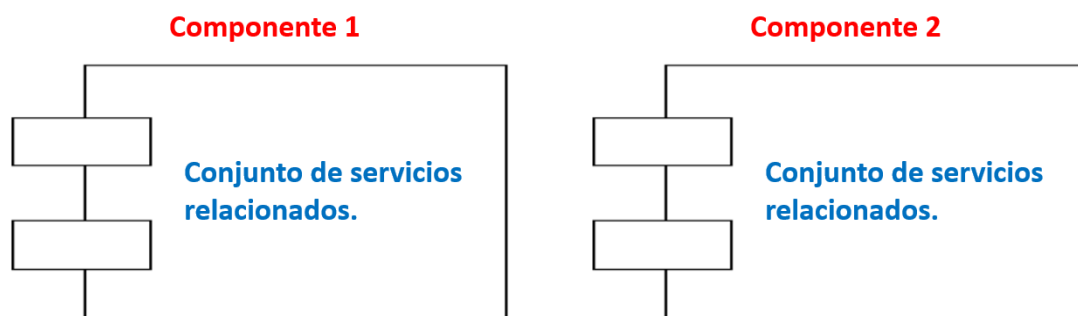 Componente 1
Componente 2
Conjunto de servicios
relacionados.
Conjunto de servicios
relacionados.